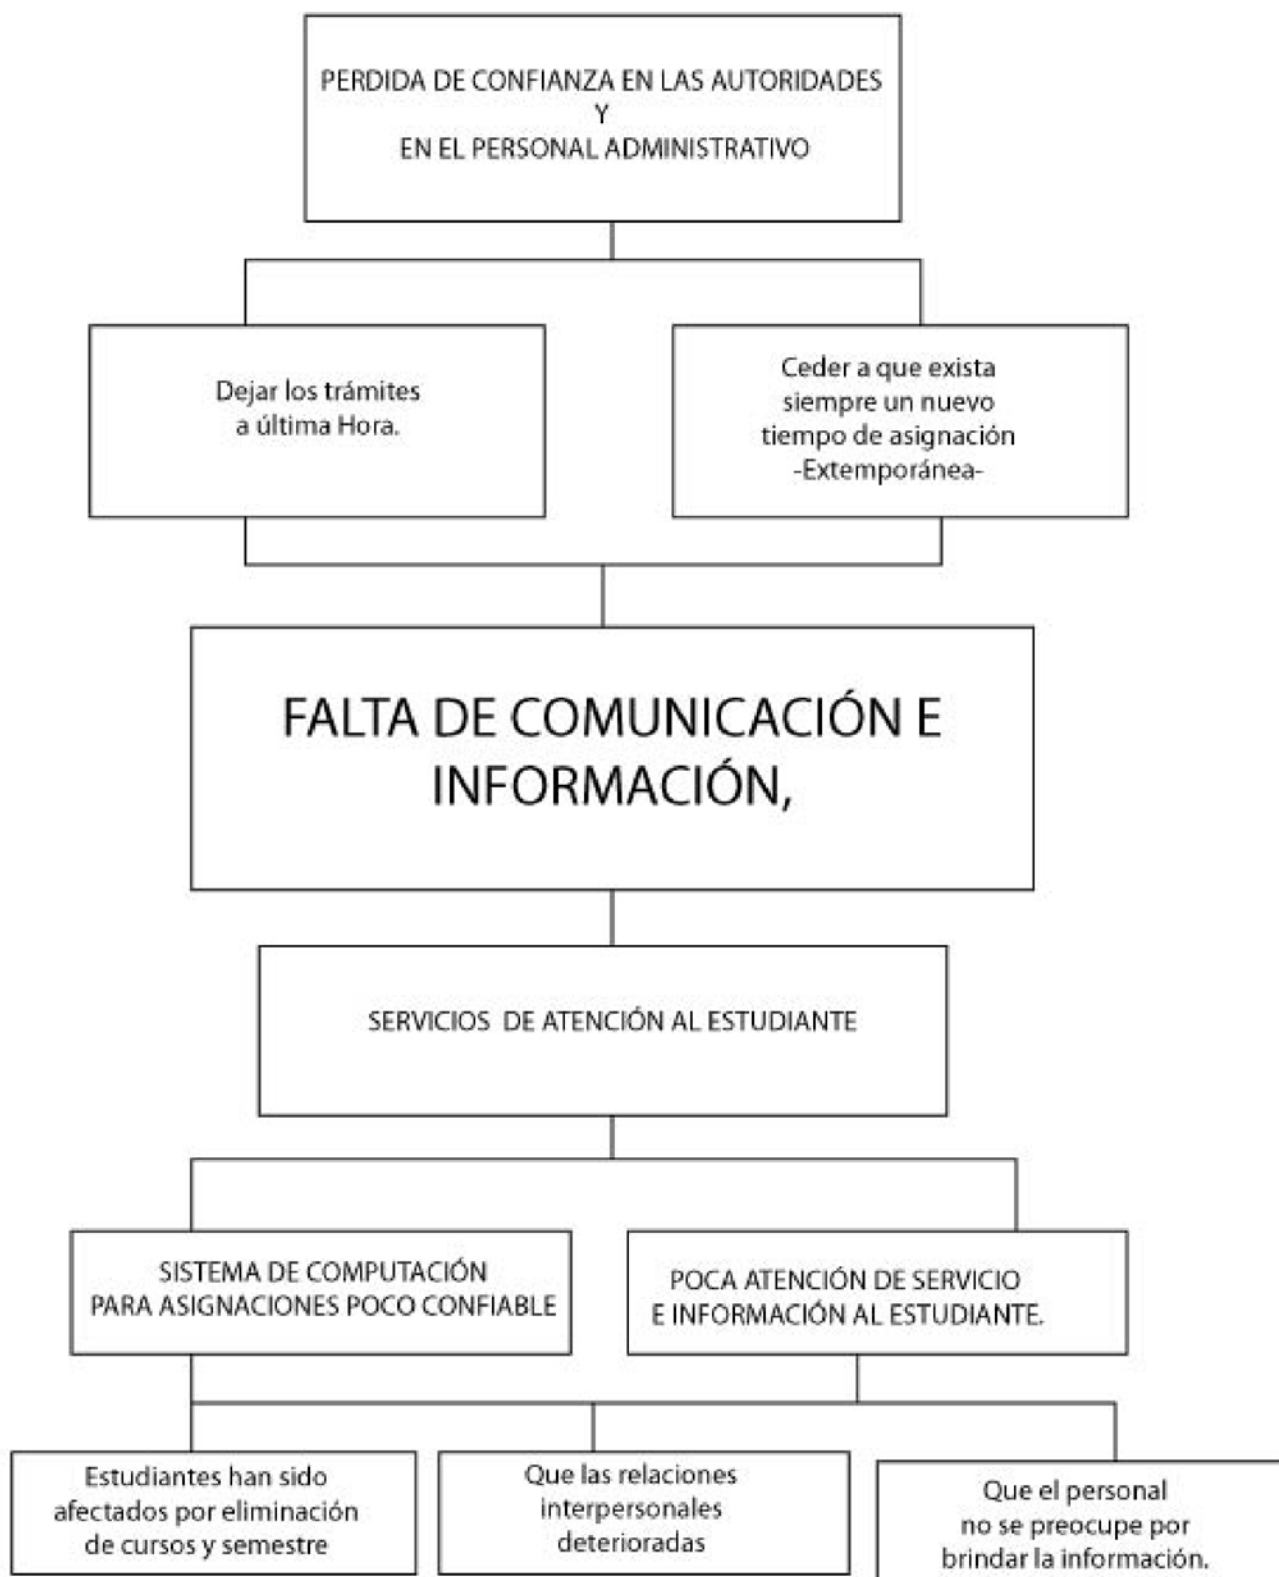 PERDIDA DE CONFIANZA EN LAS AUTORIDADES
Y
EN EL PERSONAL ADMINISTRATIVO
Dejar los trámites
a última Hora.
Ceder a que exista
siempre un nuevo
tiempo de asignación
-Extemporánea-
FALTA DE COMUNICACIÓN E
INFORMACIÓN,
SERVICIOS DE ATENCIÓN AL ESTUDIANTE
SISTEMA DE COMPUTACIÓN
PARA ASIGNACIONES POCO CONFIABLE
POCA ATENCIÓN DE SERVICIO
E INFORMACIÓN AL ESTUDIANTE.
Estudiantes han sido
afectados por eliminación
de cursos y semestre
Que las relaciones
interpersonales
deterioradas
Que el personal
no se preocupe por
brindar la información.